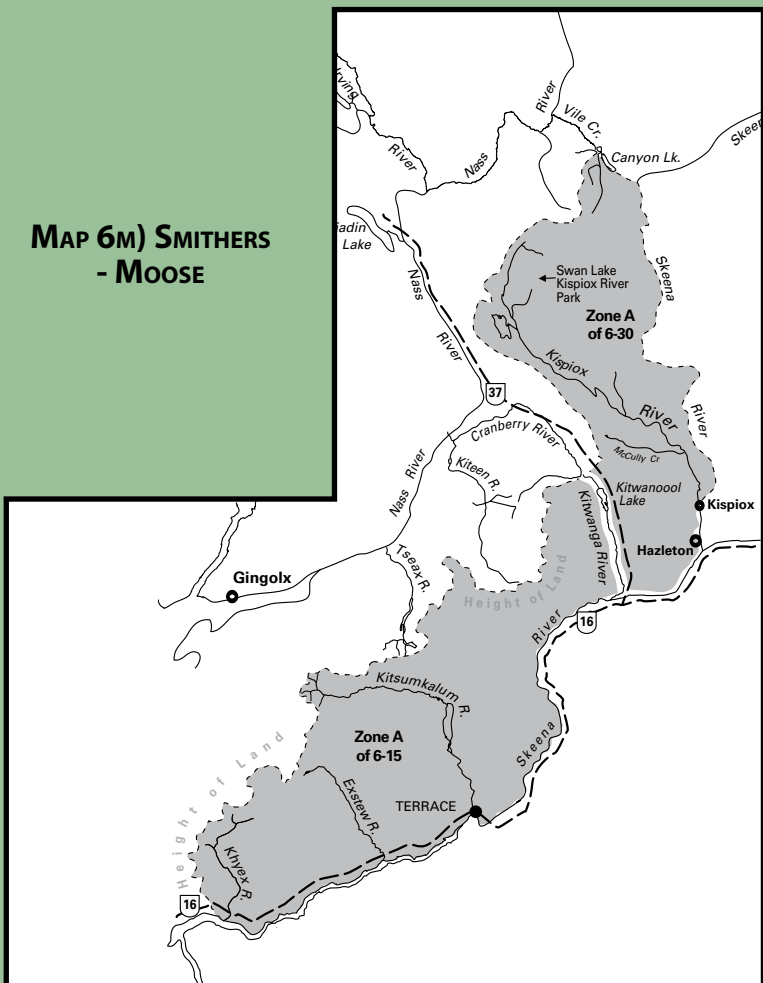 MAP 6M) SMITHERS
- MOOSE
Irving
River
Nass
River
Vile Cr.
Canyon Lk.
Skeen
iadin
Lake
Nass
River
Swan Lake
Kispiox River
Park
Zone A
of 6-30
Skeena
River
Kispiox
River
McCully Cr
37
Cranberry River
Kiteen R.
Nass River
Kitwanoool
Lake
Kitwanga River
Kispiox
Hazleton
Tseax R.
Gingolx
Height of Land
16
River
Skeena
Kitsumkalum R.
Zone A
of 6-15
TERRACE
Exstew R.
Height of Land
Khyex R.
16